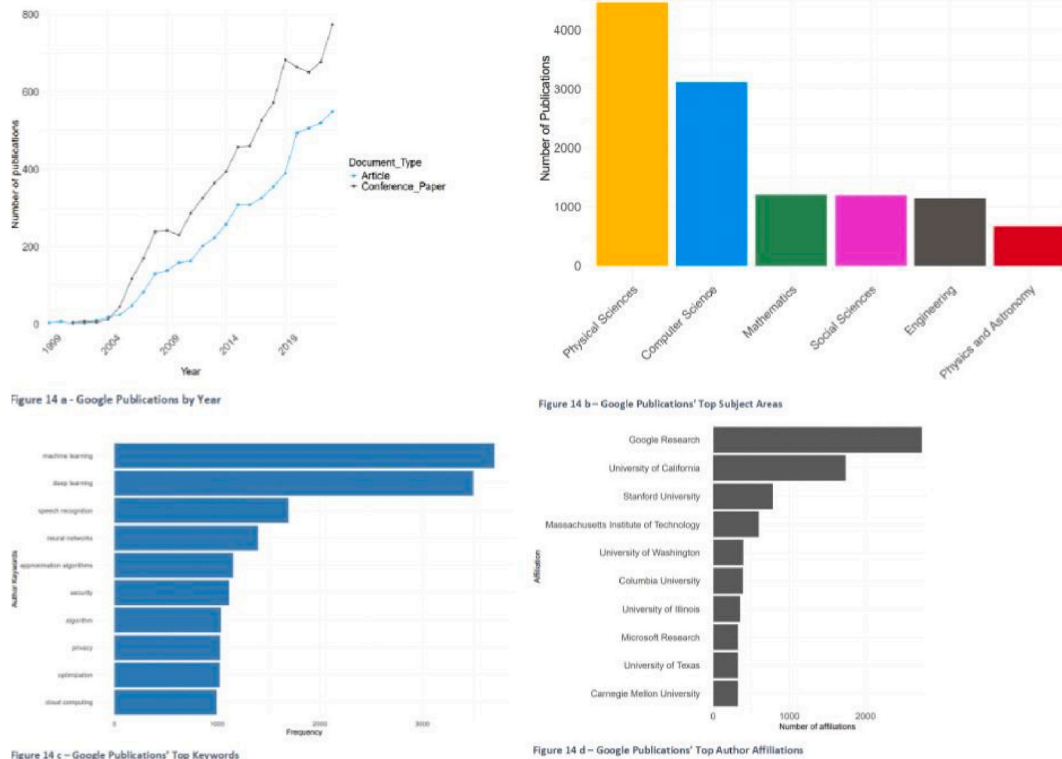 800
600
400
200
0
Number of publications
1999
2004
2009
2014
2019
Year
Document_Type
Article
Conference_Paper
Figure 14 a - Google Publications by Year
4000
3000
2000
1000
0
Number of Publications
Physical Sciences
Computer Science
Mathematics
Social Sciences
Engineering
Physics and Astronomy
Figure 14 b – Google Publications' Top Subject Areas
Author Keywords
machine learning
deep learning
speech recognition
neural networks
approximation algorithms
security
algorithm
privacy
optimization
cloud computing
0
1000
2000
3000
Frequency
Figure 14 c – Google Publications' Top Keywords
Affiliation
Google Research
University of California
Stanford University
Massachusetts Institute of Technology
University of Washington
Columbia University
University of Illinois
Microsoft Research
University of Texas
Carnegie Mellon University
0
1000
2000
Number of affiliations
Figure 14 d – Google Publications' Top Author Affiliations